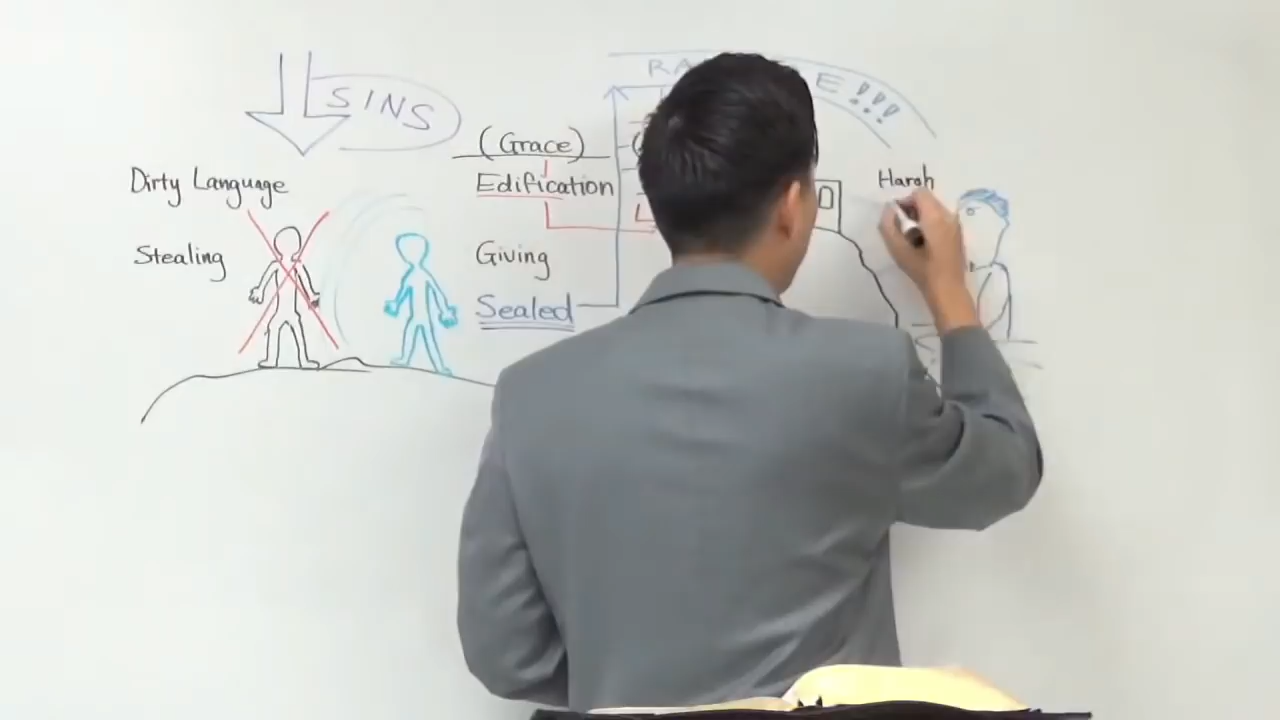 SINS
(Grace)
Dirty Language
Edification
Harsh
Stealing
Giving
Sealed